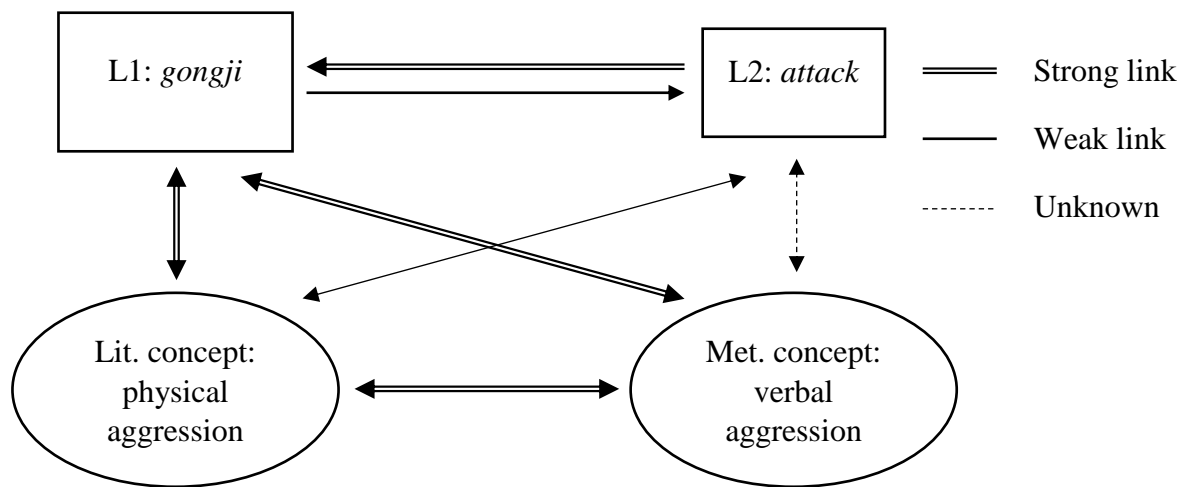 L1: gongji
L2: attack
Strong link
Weak link
Unknown
Lit. concept:
physical
aggression
Met. concept:
verbal
aggression